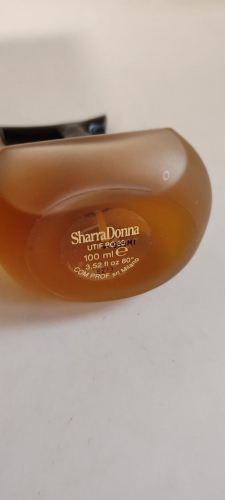 SharraDonna
100 ml e
3.52 fl oz 80°
COM PROF srl Milano